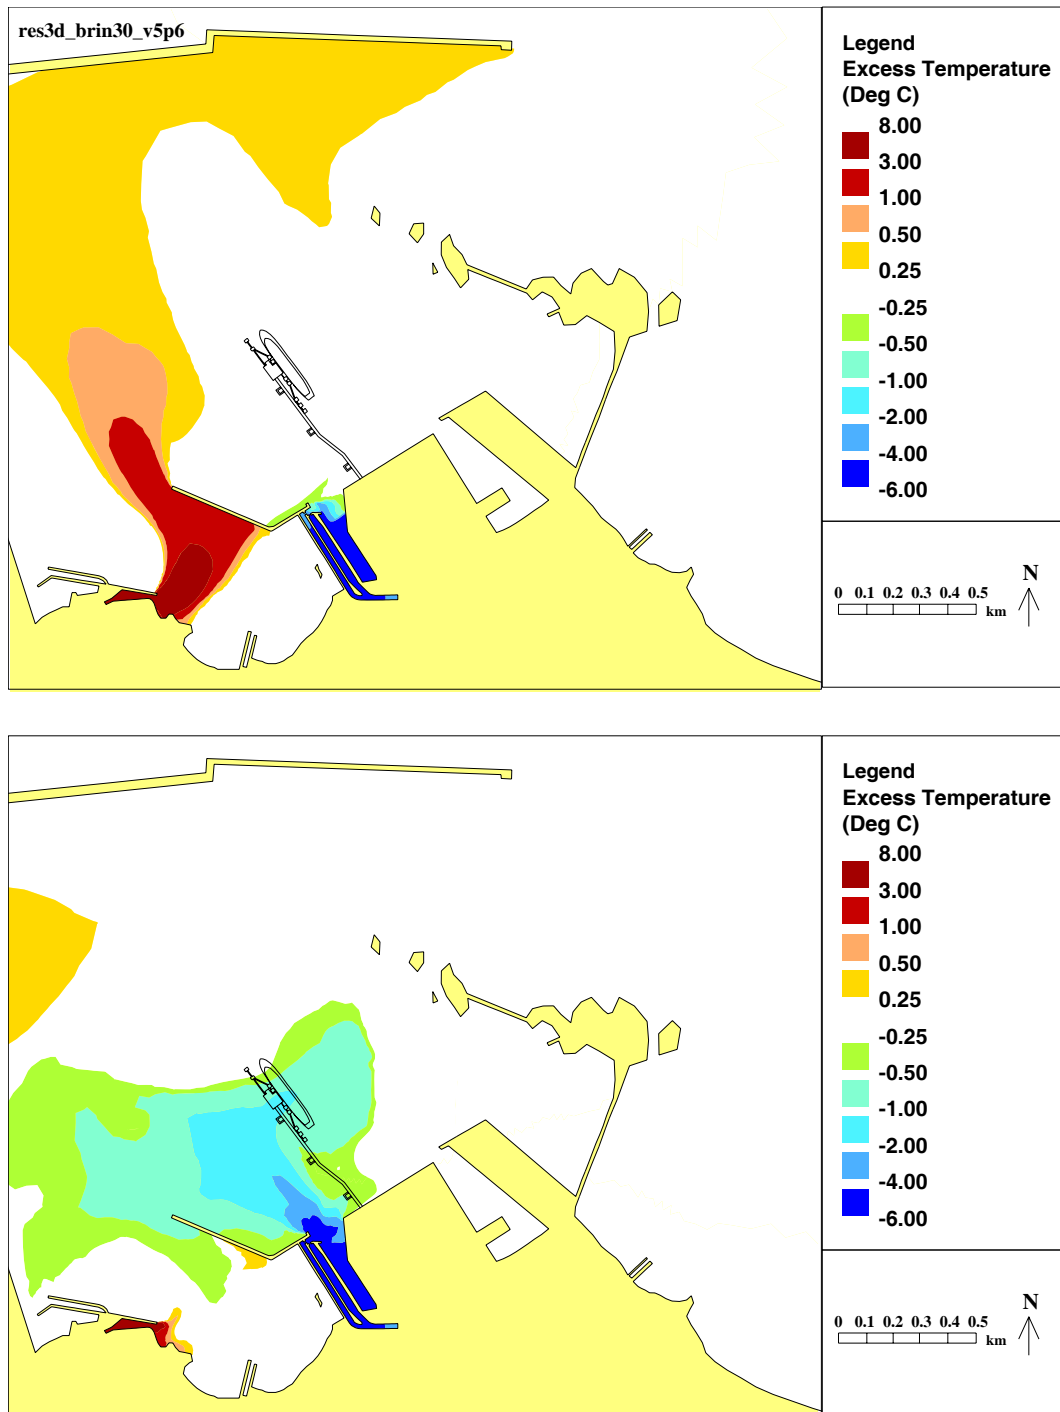 res3d_brin30_v5p6
Legend
Excess Temperature
(Deg C)
8.00
3.00
1.00
0.50
0.25
-0.25
-0.50
-1.00
-2.00
-4.00
-6.00
N
0 0.1 0.2 0.3 0.4 0.5
km
Legend
Excess Temperature
(Deg C)
8.00
3.00
1.00
0.50
0.25
-0.25
-0.50
-1.00
-2.00
-4.00
-6.00
N
0 0.1 0.2 0.3 0.4 0.5
km